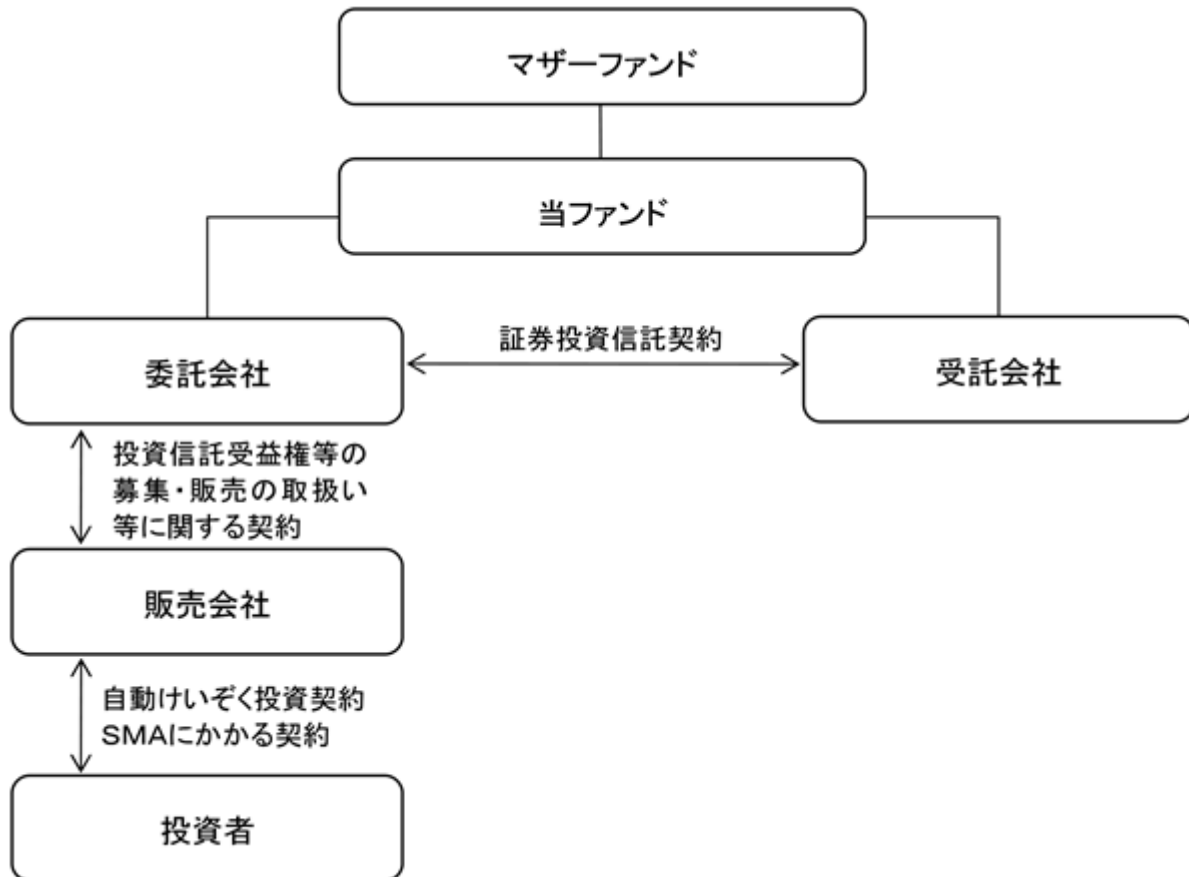 マザーファンド
当ファンド
証券投資信託契約
委託会社
受託会社
投資信託受益権等の
募集・販売の取扱い
等に関する契約
販売会社
自動けいぞく投資契約
SMAにかかる契約
投資者